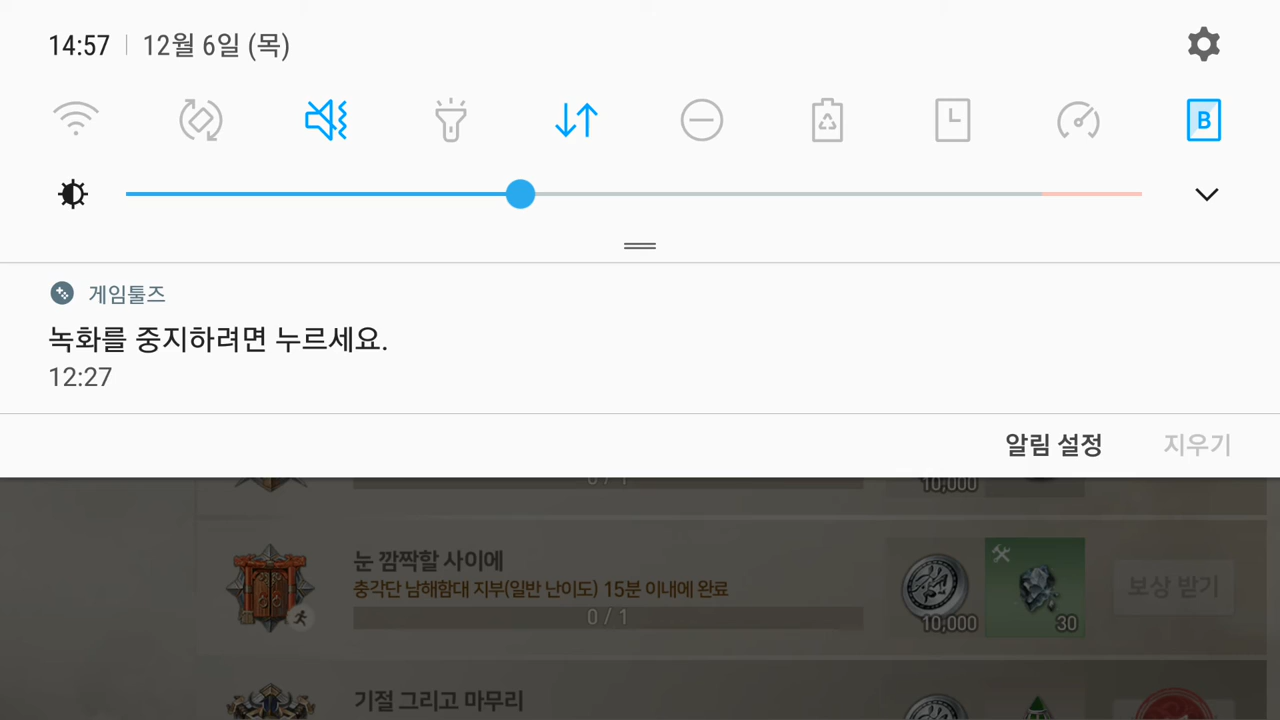 14:57 12월 6일 (목)
B
게임툴즈
녹화를 중지하려면 누르세요.
12:27
알림 설정 지우기
0 / 1 10,000
눈 깜짝할 사이에
충각단 남해함대 지부(일반 난이도) 15분 이내에 완료
0 / 1
10,000 30 보상 받기
기절 그리고 마무리